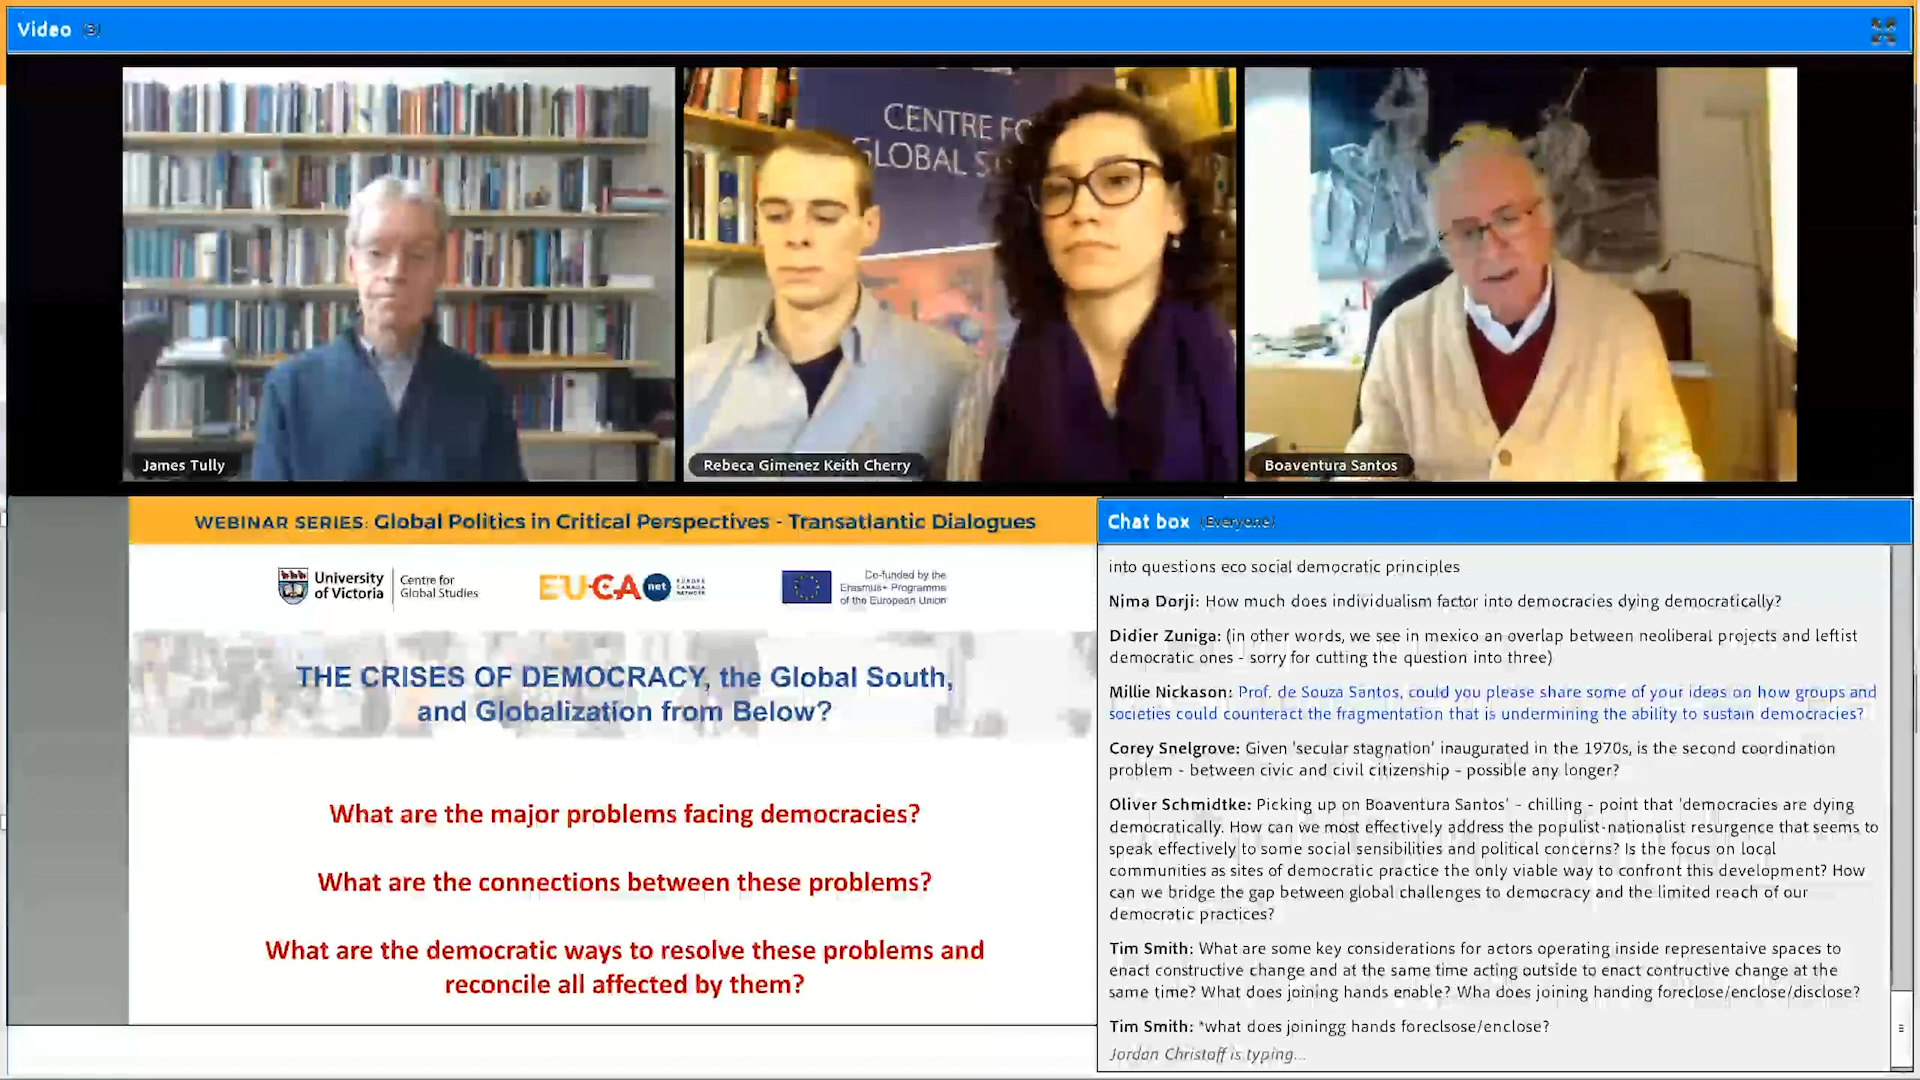 Video (3)
CENTRE FO
GLOBAL S
James Tully
Rebeca Gimenez Keith Cherry
Boaventura Santos
WEBINAR SERIES: Global Politics in Critical Perspectives - Transatlantic Dialogues
University
of Victoria
Centre for
Global Studies
EU-CA net
EUROPE
CANADA
NETWORK
Co-funded by the
Erasmus+ Programme
of the European Union
THE CRISES OF DEMOCRACY, the Global South,
and Globalization from Below?
What are the major problems facing democracies?
What are the connections between these problems?
What are the democratic ways to resolve these problems and
reconcile all affected by them?
Chat box (Everyone)
into questions eco social democratic principles
Nima Dorji: How much does individualism factor into democracies dying democratically?
Didier Zuniga: (in other words, we see in mexico an overlap between neoliberal projects and leftist
democratic ones - sorry for cutting the question into three)
Millie Nickason: Prof. de Souza Santos, could you please share some of your ideas on how groups and
societies could counteract the fragmentation that is undermining the ability to sustain democracies?
Corey Snelgrove: Given 'secular stagnation' inaugurated in the 1970s, is the second coordination
problem - between civic and civil citizenship - possible any longer?
Oliver Schmidtke: Picking up on Boaventura Santos' - chilling - point that 'democracies are dying
democratically. How can we most effectively address the populist-nationalist resurgence that seems to
speak effectively to some social sensibilities and political concerns? Is the focus on local
communities as sites of democratic practice the only viable way to confront this development? How
can we bridge the gap between global challenges to democracy and the limited reach of our
democratic practices?
Tim Smith: What are some key considerations for actors operating inside representaive spaces to
enact constructive change and at the same time acting outside to enact contructive change at the
same time? What does joining hands enable? Wha does joining handing foreclose/enclose/disclose?
Tim Smith: *what does joiningg hands foreclsose/enclose?
Jordan Christoff is typing...